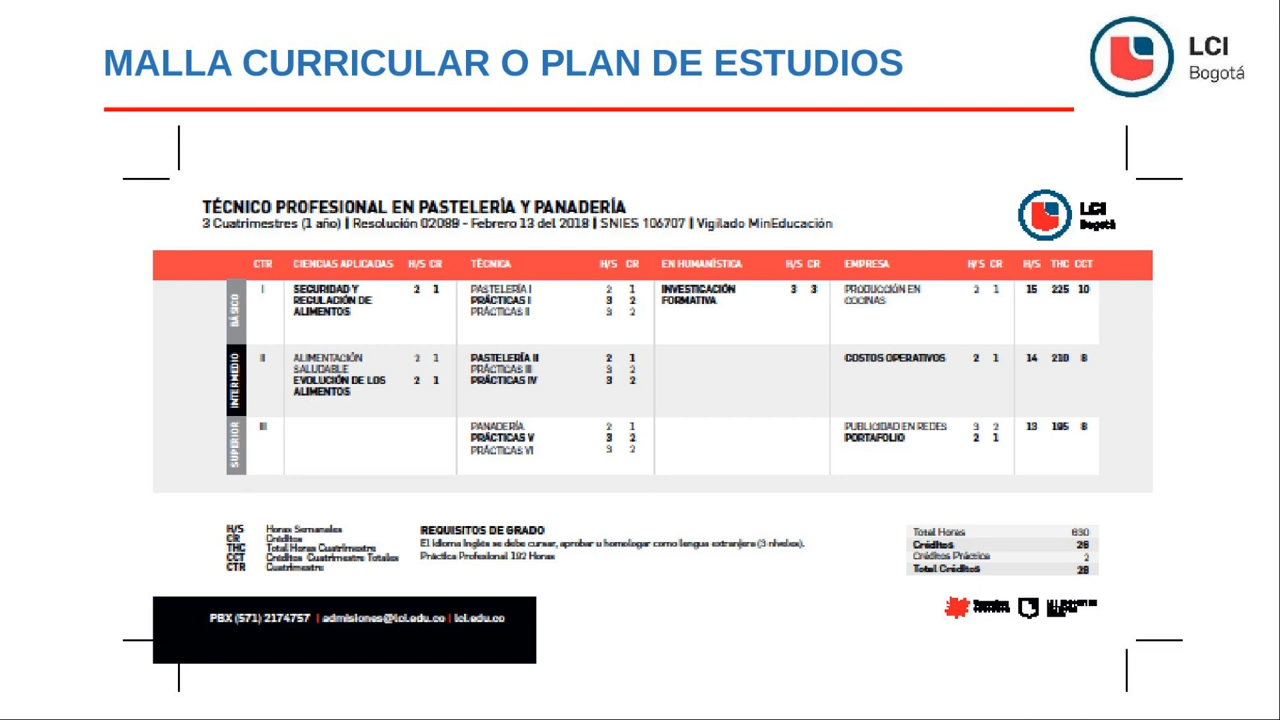 MALLA CURRICULAR O PLAN DE ESTUDIOS
LCI
Bogotá
TÉCNICO PROFESIONAL EN PASTELERÍA Y PANADERÍA
3 Cuatrimestres (1 año) | Resolución 02089 - Febrero 13 del 2018 | SNIES 106707 | Vigilado MinEducación
LCI
Bogotá
CTR CIENCIAS APLICADAS H/S CR TÉCNICA H/S CR EN HUMANÍSTICA H/S CR EMPRESA H/S CR H/S THC CCT
BÁSICO
I SEGURIDAD Y 2 1 PASTELERÍA I 2 1 INVESTIGACIÓN 3 3 PRODUCCIÓN EN 2 1 15 225 10
REGULACIÓN DE PRÁCTICAS I 3 2 FORMATIVA COCINAS
ALIMENTOS PRÁCTICAS II 3 2
INTERMEDIO
II ALIMENTACIÓN 2 1 PASTELERÍA II 2 1 COSTOS OPERATIVOS 2 1 14 210 8
SALUDABLE PRÁCTICAS III 3 2
EVOLUCIÓN DE LOS 2 1 PRÁCTICAS IV 3 2
ALIMENTOS
SUPERIOR
III PANADERÍA 2 1 PUBLICIDAD EN REDES 3 2 13 195 8
PRÁCTICAS V 3 2 PORTAFOLIO 2 1
PRÁCTICAS VI 3 2
H/S Horas Semanales
CR Créditos
THC Total Horas Cuatrimestre
CCT Créditos Cuatrimestre Totales
CTR Cuatrimestre
REQUISITOS DE GRADO
El Idioma Inglés se debe cursar, aprobar u homologar como lengua extranjera (3 niveles).
Práctica Profesional 192 Horas
Total Horas 630
Créditos 26
Créditos Práctica 2
Total Créditos 28
PBX (571) 2174757 | admisiones@lci.edu.co | lci.edu.co